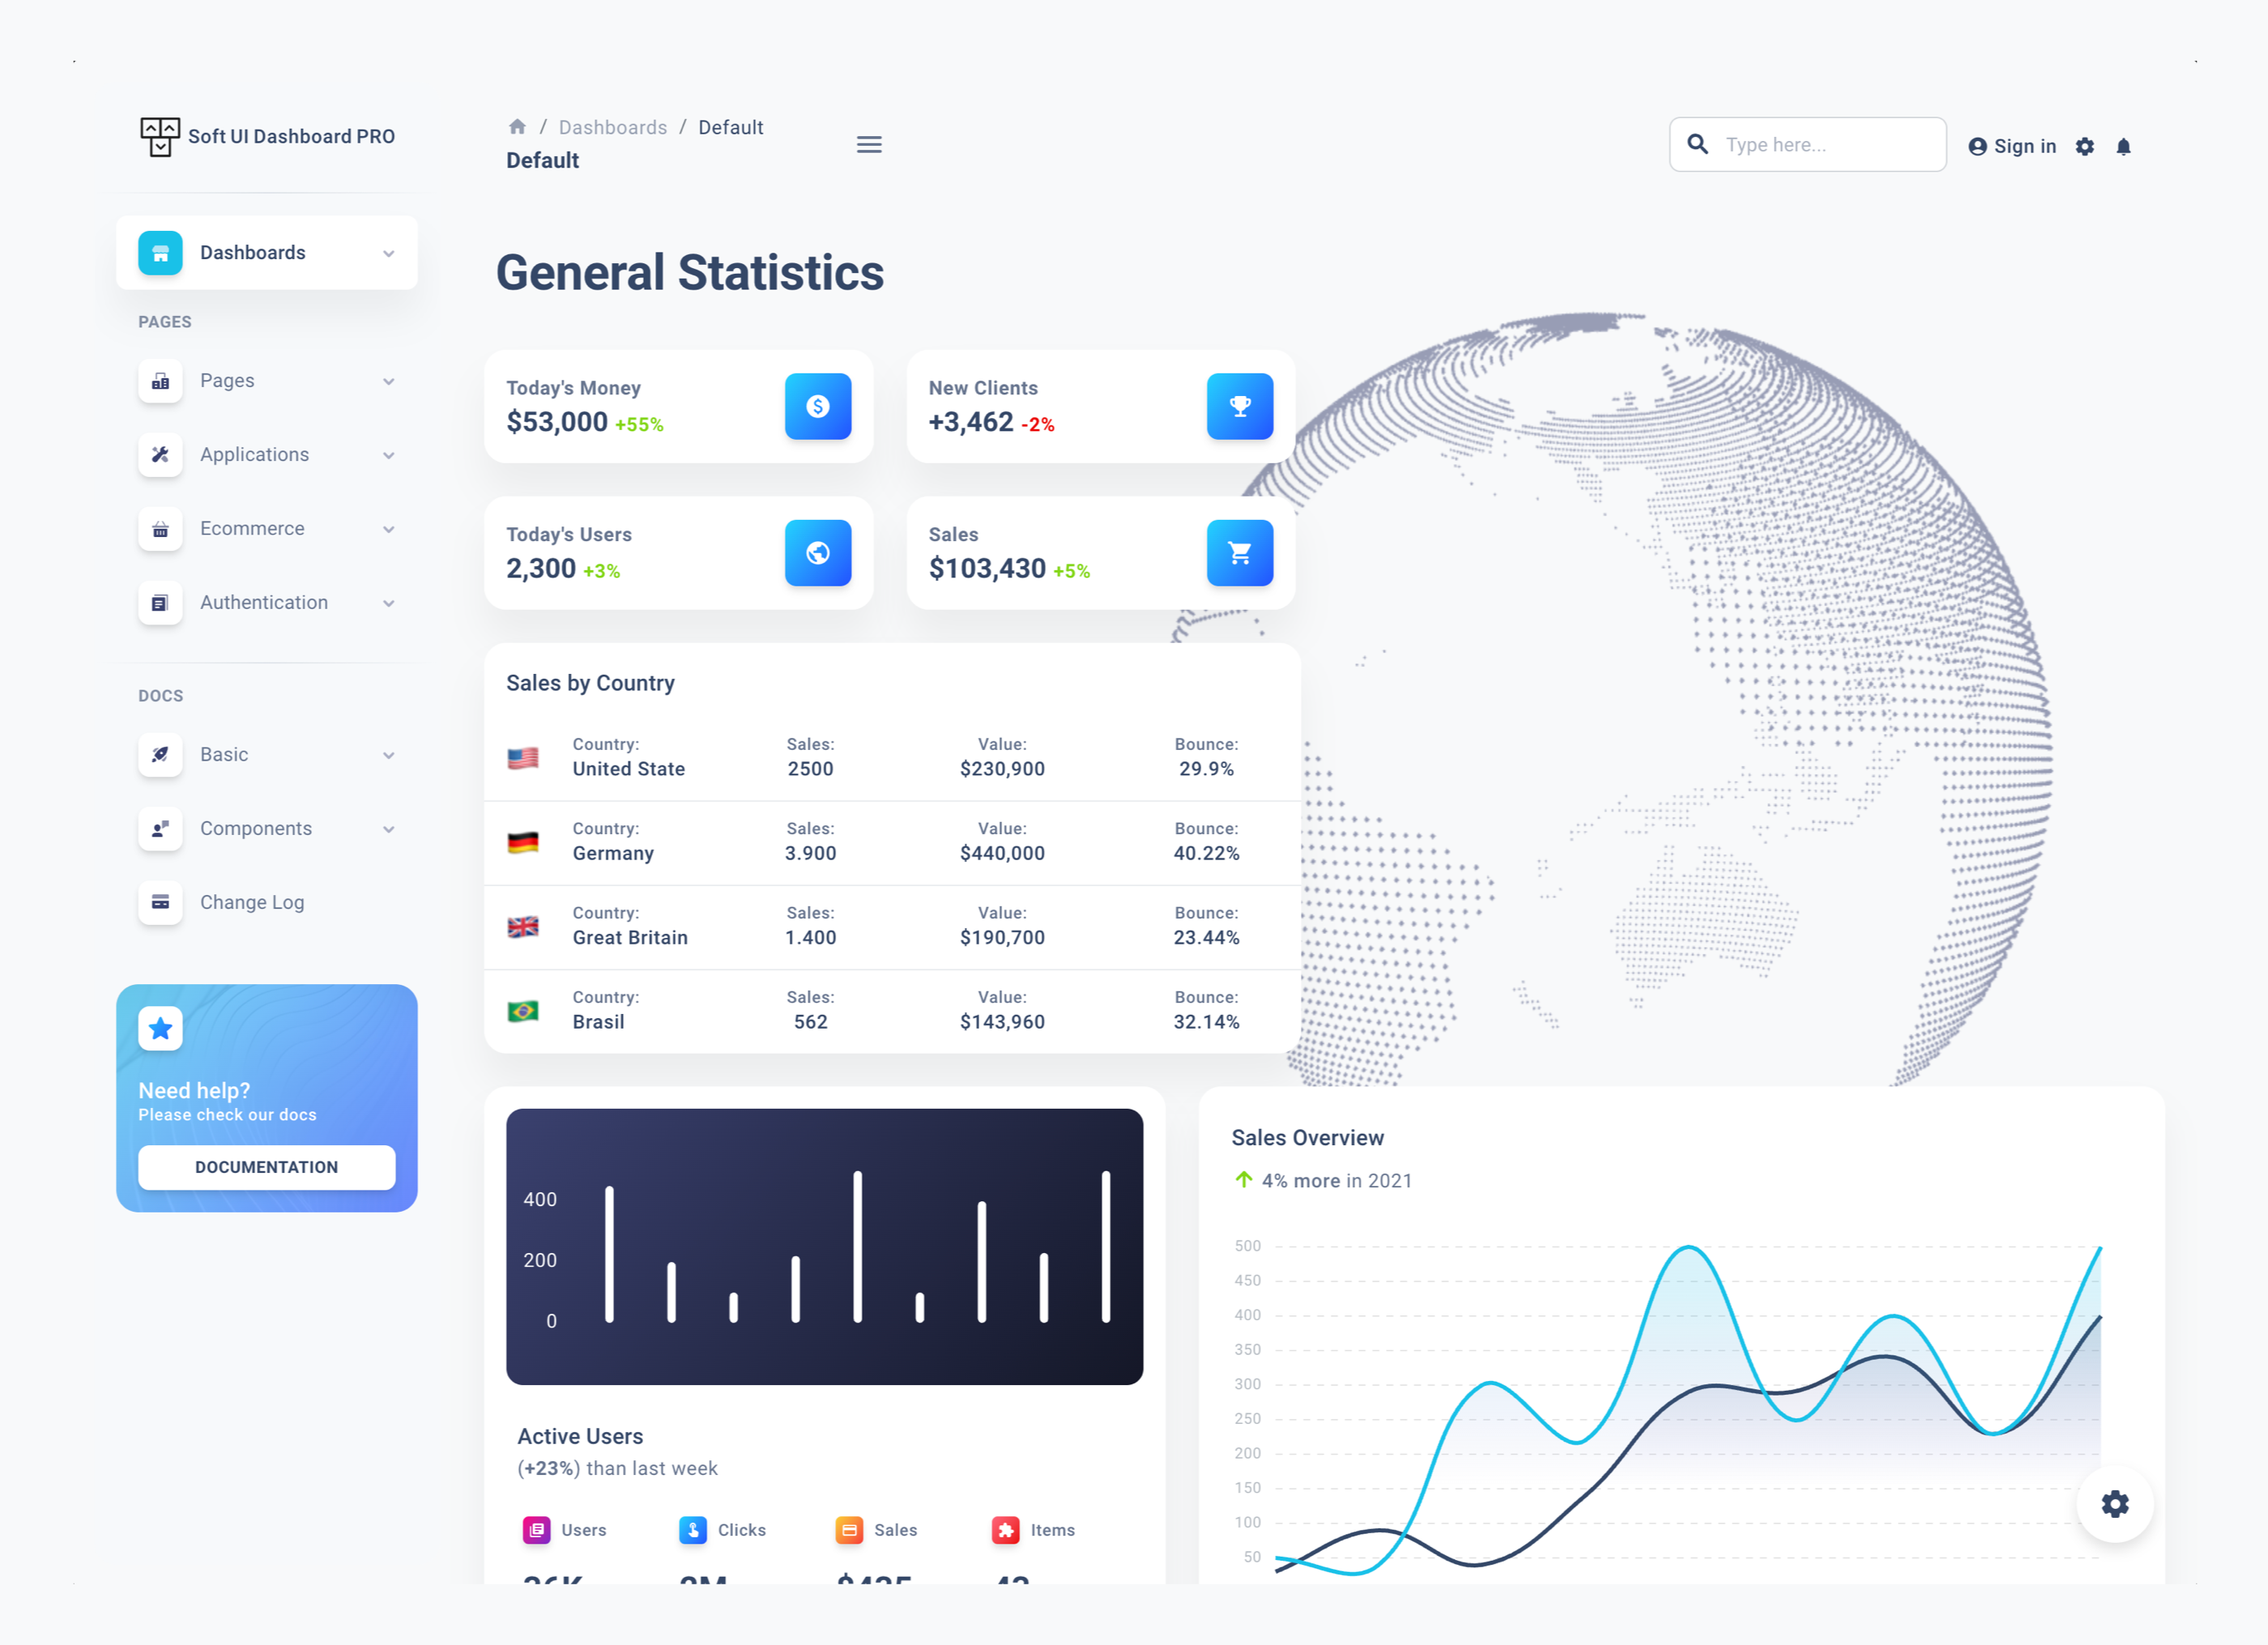 Soft UI Dashboard PRO
/ Dashboards / Default
Default
Type here...
Sign in
Dashboards
PAGES
Pages
Applications
Ecommerce
Authentication
DOCS
Basic
Components
Change Log
Need help?
Please check our docs
DOCUMENTATION
General Statistics
Today's Money
$53,000 +55%
New Clients
+3,462 -2%
Today's Users
2,300 +3%
Sales
$103,430 +5%
Sales by Country
Country: Sales: Value: Bounce:
United State 2500 $230,900 29.9%
Country: Sales: Value: Bounce:
Germany 3.900 $440,000 40.22%
Country: Sales: Value: Bounce:
Great Britain 1.400 $190,700 23.44%
Country: Sales: Value: Bounce:
Brasil 562 $143,960 32.14%
400
200
0
Active Users
(+23%) than last week
Users Clicks Sales Items
Sales Overview
4% more in 2021
500
450
400
350
300
250
200
150
100
50